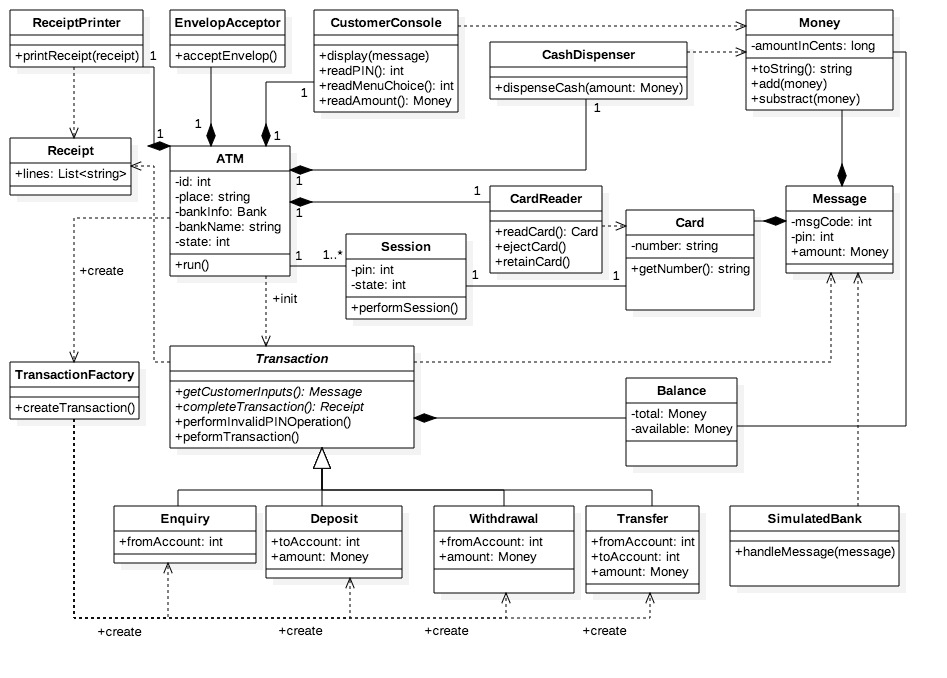 ReceiptPrinter
+printReceipt(receipt)
1
EnvelopAcceptor
+acceptEnvelop()
1
CustomerConsole
+display(message)
+readPIN(): int
+readMenuChoice(): int
+readAmount(): Money
1
1
CashDispenser
+dispenseCash(amount: Money)
1
1
Money
-amountInCents: long
+toString(): string
+add(money)
+substract(money)
Receipt
+lines: List<string>
1
ATM
-id: int
-place: string
-bankInfo: Bank
-bankName: string
-state: int
+run()
1
1
CardReader
+readCard(): Card
+ejectCard()
+retainCard()
Card
-number: string
+getNumber(): string
Message
-msgCode: int
-pin: int
+amount: Money
1
1..*
Session
-pin: int
-state: int
+performSession()
1
1
+create
+init
TransactionFactory
+createTransaction()
Transaction
+getCustomerInputs(): Message
+completeTransaction(): Receipt
+performInvalidPINOperation()
+peformTransaction()
Balance
-total: Money
-available: Money
Enquiry
+fromAccount: int
Deposit
+toAccount: int
+amount: Money
Withdrawal
+fromAccount: int
+amount: Money
Transfer
+fromAccount: int
+toAccount: int
+amount: Money
SimulatedBank
+handleMessage(message)
+create
+create
+create
+create